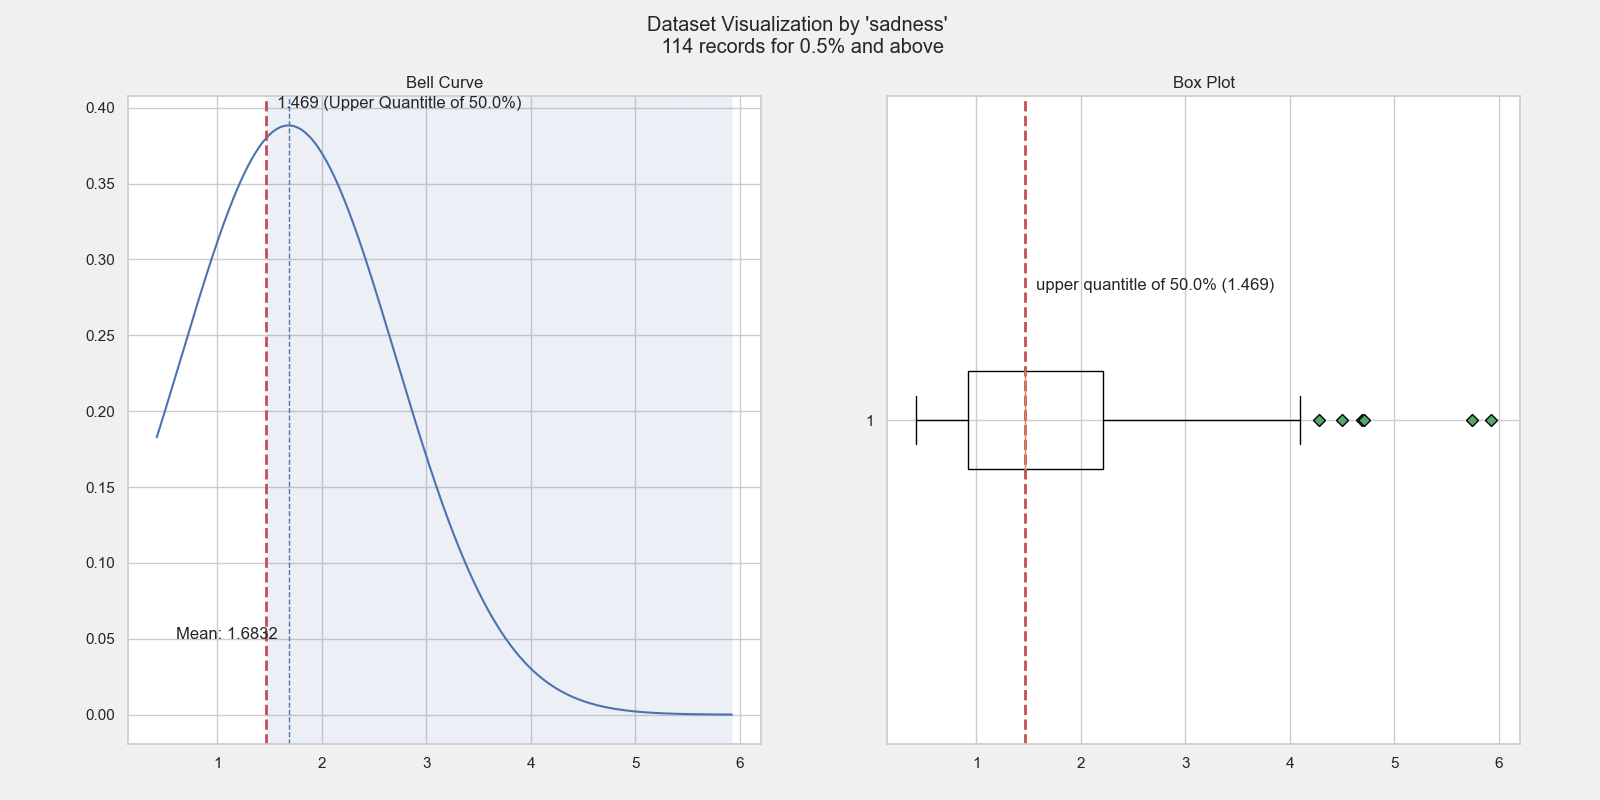 Dataset Visualization by 'sadness'
114 records for 0.5% and above
Bell Curve
1.469 (Upper Quantitle of 50.0%)
0.40
0.35
0.30
0.25
0.20
0.15
0.10
0.05
0.00
Mean: 1.6832
1 2 3 4 5 6
Box Plot
upper quantitle of 50.0% (1.469)
1
1 2 3 4 5 6